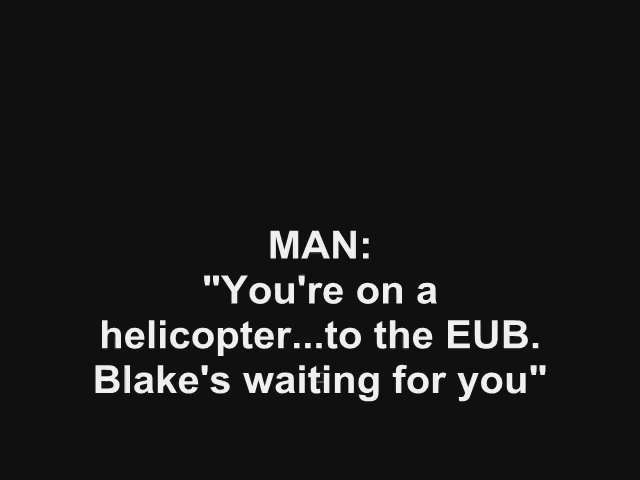 MAN:
"You're on a
helicopter...to the EUB.
Blake's waiting for you"